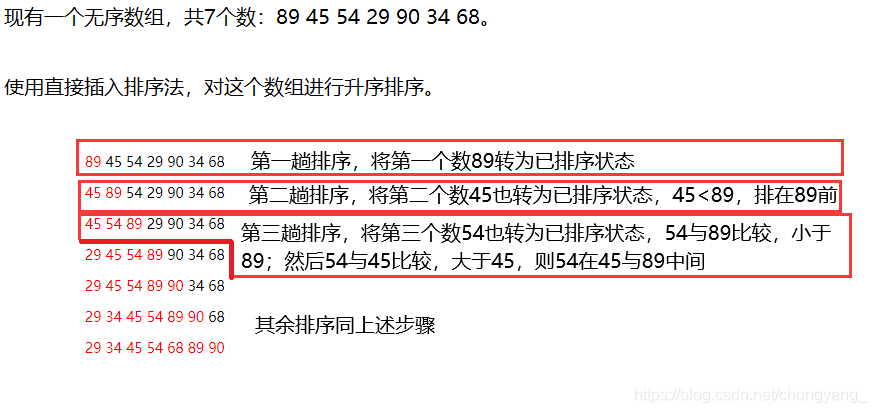 现有一个无序数组，共7个数：89 45 54 29 90 34 68。
使用直接插入排序法，对这个数组进行升序排序。
89 45 54 29 90 34 68 第一趟排序，将第一个数89转为已排序状态
45 89 54 29 90 34 68 第二趟排序，将第二个数45也转为已排序状态，45<89，排在89前
45 54 89 29 90 34 68 第三趟排序，将第三个数54也转为已排序状态，54与89比较，小于
29 45 54 89 90 34 68 89；然后54与45比较，大于45，则54在45与89中间
29 45 54 89 90 34 68
29 34 45 54 89 90 68 其余排序同上述步骤
29 34 45 54 68 89 90
https://blog.csdn.net/chongyang_